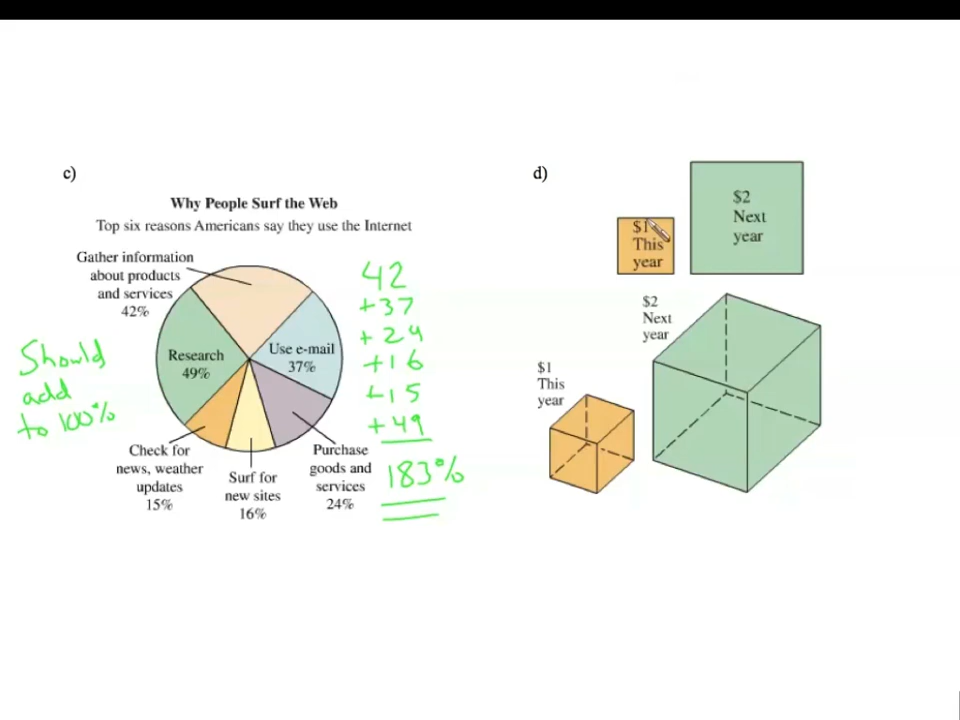 c)
Why People Surf the Web
Top six reasons Americans say they use the Internet
Gather information
about products
and services
42%
Use e-mail
37%
Research
49%
Check for
news, weather
updates
15%
Surf for
new sites
16%
Purchase
goods and
services
24%
Should
add
to 100%
42
+37
+24
+16
+15
+49
183%
d)
$1
This
year
$2
Next
year
$2
Next
year
$1
This
year